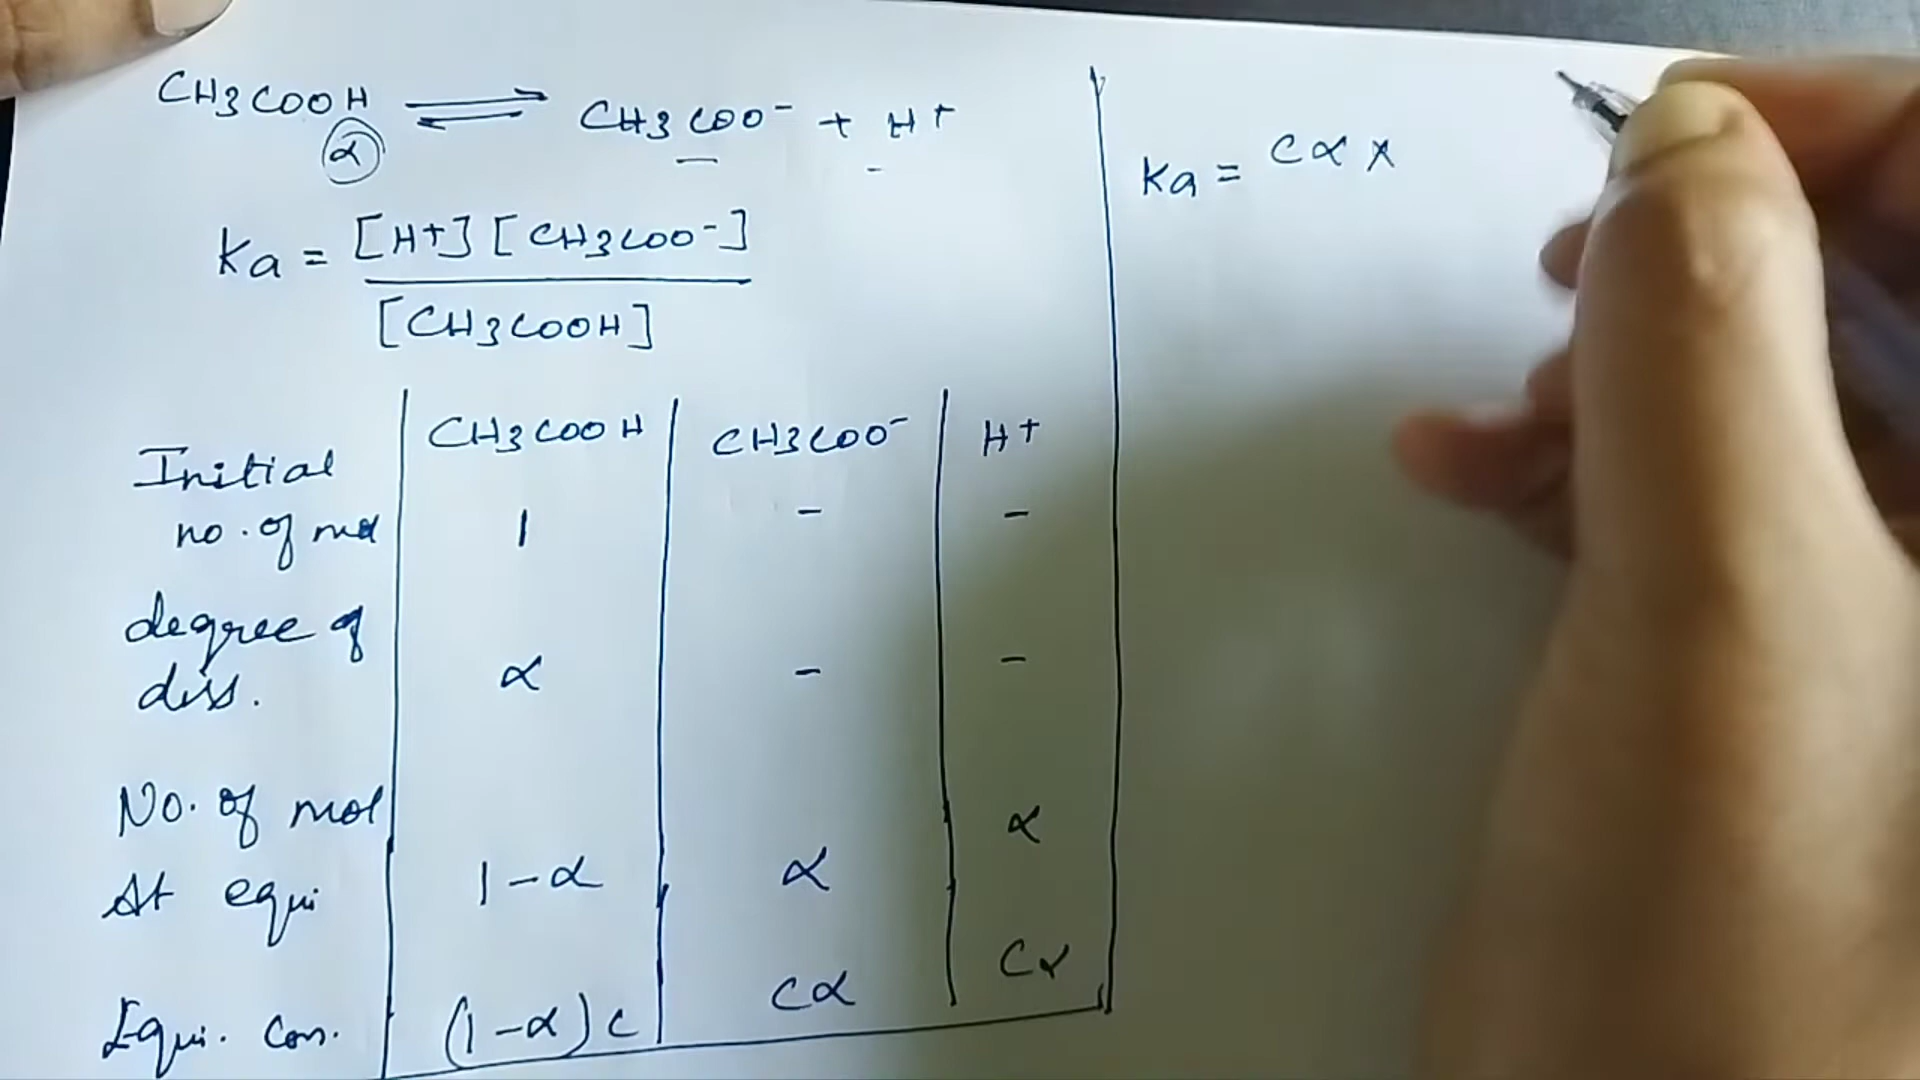 CH3COOH ⇌ CH3COO⁻ + H⁺
α
Ka = [H+] [CH3COO⁻]
[CH3COOH]
CH3COOH CH3COO⁻ H+
Initial
no. of mol 1 - -
degree of
diss. α - -
No. of mol
At equi 1-α α α
Equi. Con. (1-α)c Cα Cα
Ka = Cα x